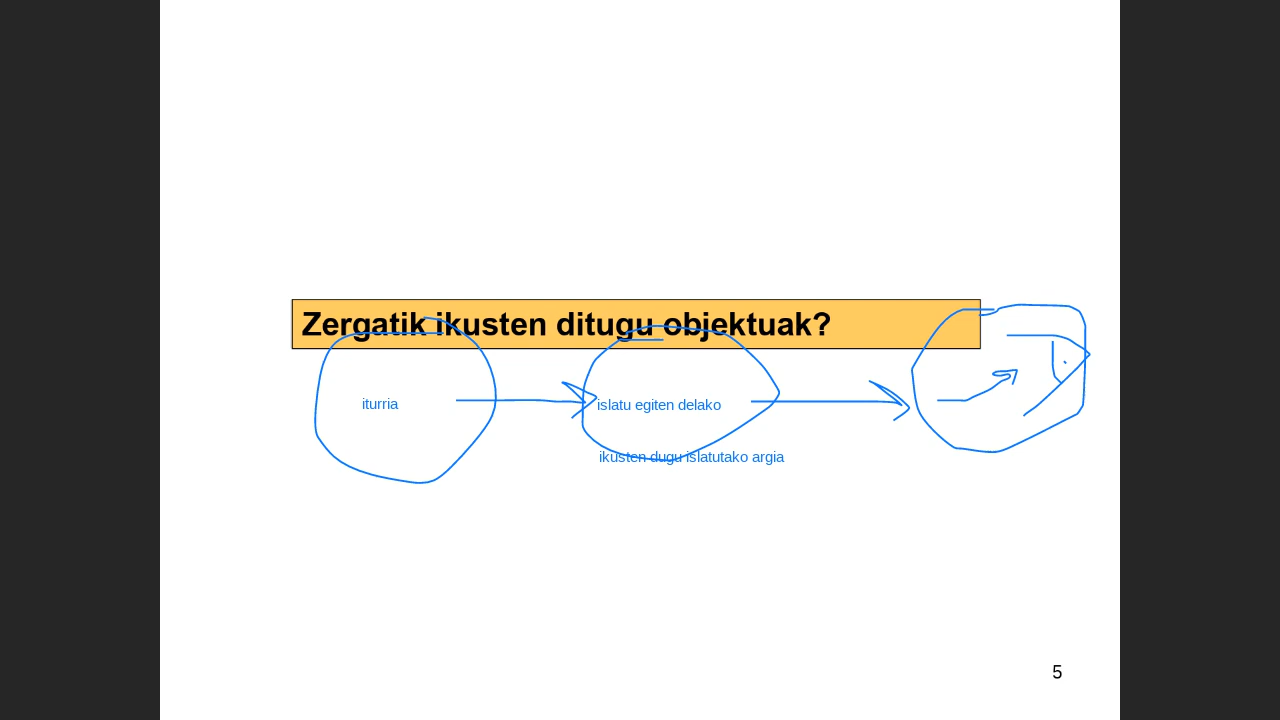 Zergatik ikusten ditugu objektuak?
iturria
islatu egiten delako
ikusten dugu islatutako argia
5